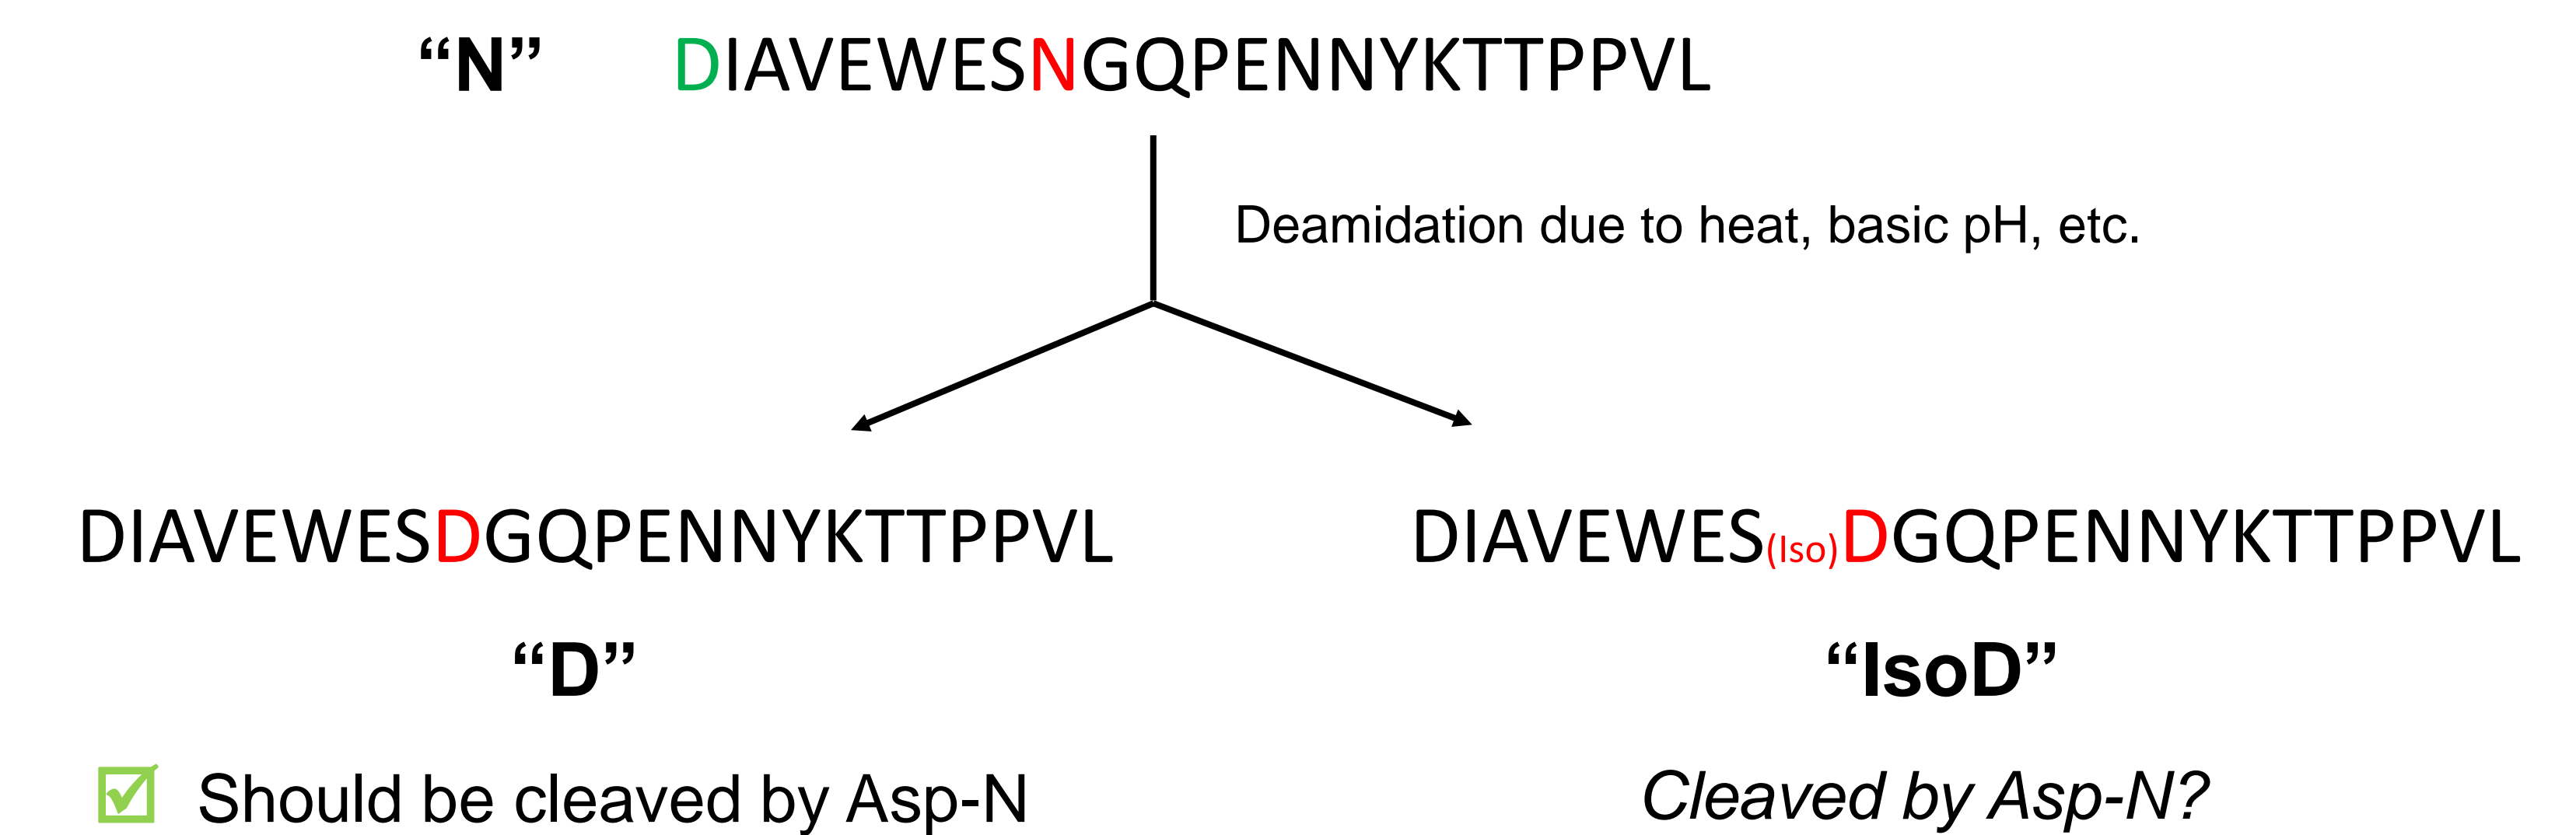 “N” DIAVEWESNGQPENNYKTTPPVL
Deamidation due to heat, basic pH, etc.
DIAVEWESDGQPENNYKTTPPVL
DIAVEWES(Iso)DGQPENNYKTTPPVL
“D”
“IsoD”
Should be cleaved by Asp-N
Cleaved by Asp-N?